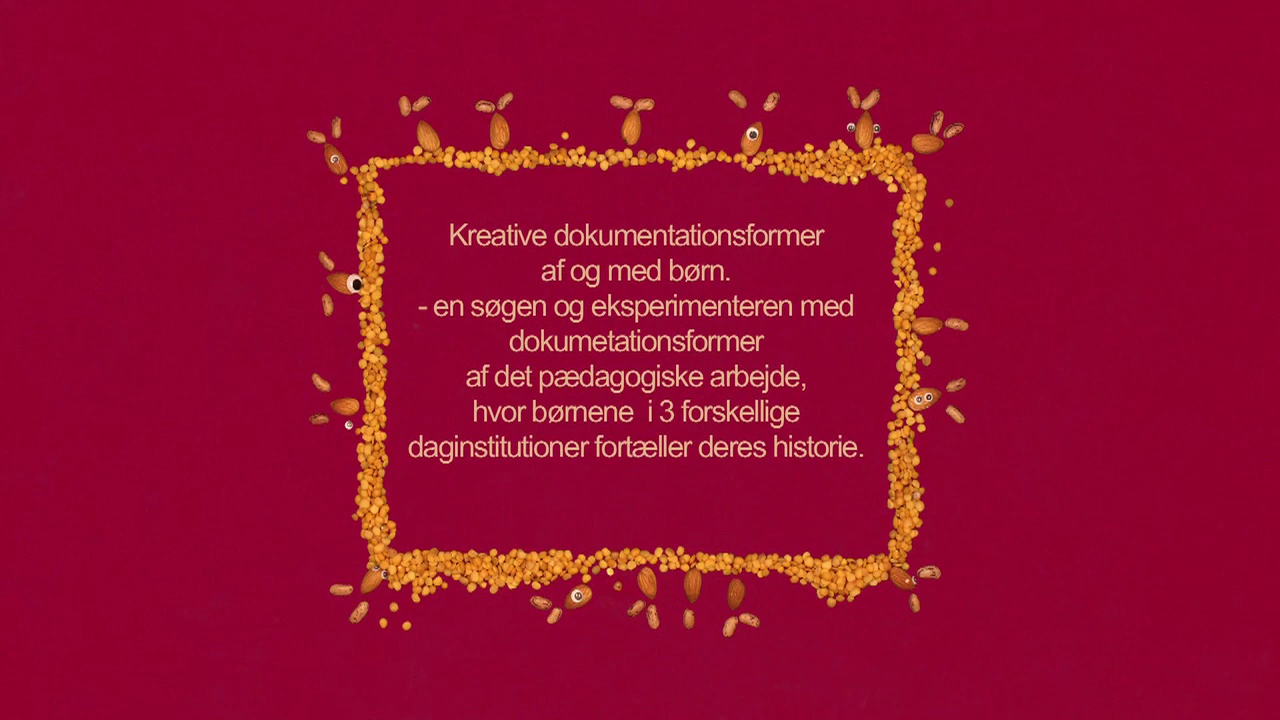 Kreative dokumentationsformer
af og med børn.
- en søgen og eksperimenteren med
dokumetationsformer
af det pædagogiske arbejde,
hvor børnene i 3 forskellige
daginstitutioner fortæller deres historie.